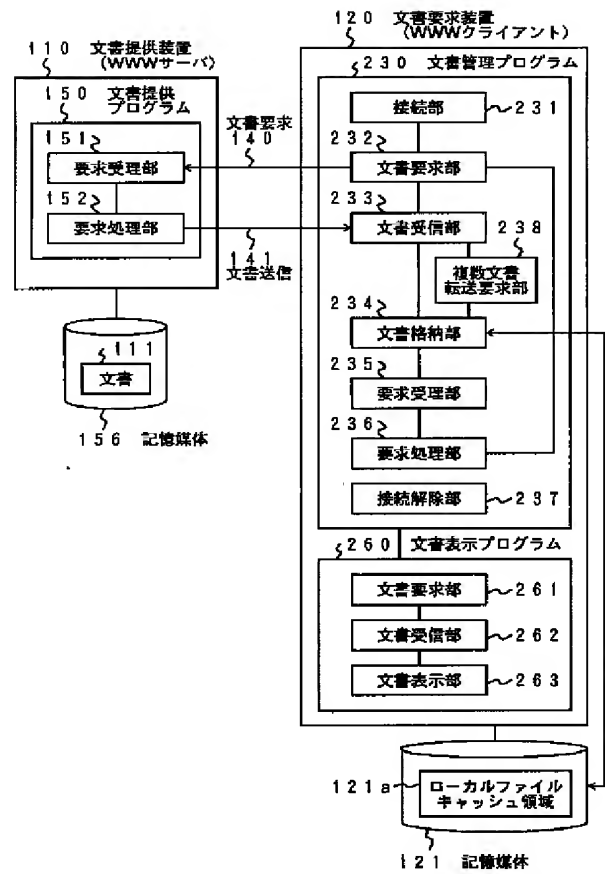 110 文書提供装置
(WWWサーバ)
150 文書提供
プログラム
151
要求受理部
152
要求処理部
111
文書
156 記憶媒体
文書要求
140
141
文書送信
120 文書要求装置
(WWWクライアント)
230 文書管理プログラム
接続部 231
232
文書要求部
233
文書受信部
238
複数文書
転送要求部
234
文書格納部
235
要求受理部
236
要求処理部
接続解除部 237
260 文書表示プログラム
文書要求部 261
文書受信部 262
文書表示部 263
121a ローカルファイル
キャッシュ領域
121 記憶媒体